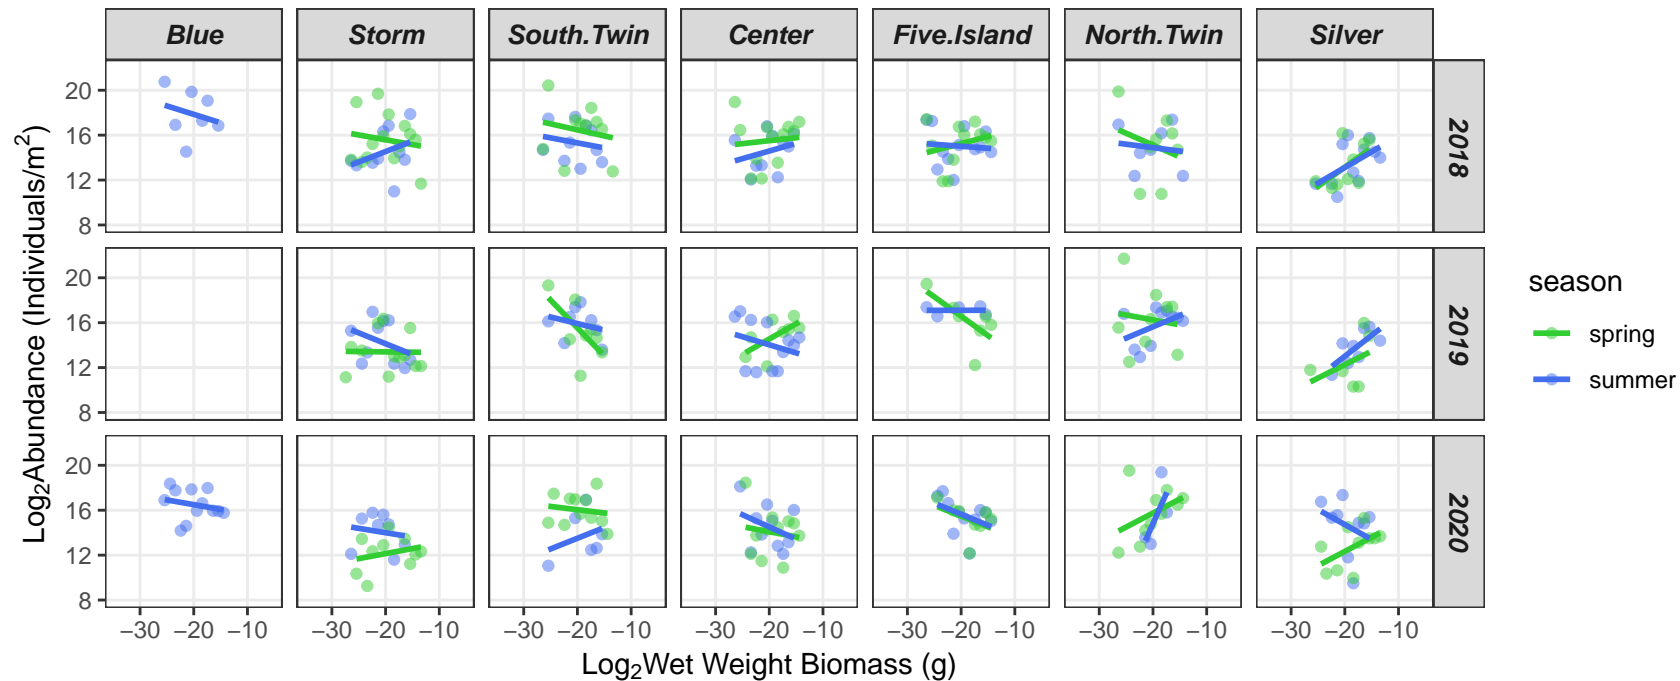 Blue Storm South.Twin Center Five.Island North.Twin Silver
20
16
12
8
2018
20
16
12
8
2019
20
16
12
8
2020
−30 −20 −10 −30 −20 −10 −30 −20 −10 −30 −20 −10 −30 −20 −10 −30 −20 −10 −30 −20 −10
Log2Wet Weight Biomass (g)
Log2Abundance (Individuals/m2)
season
spring
summer